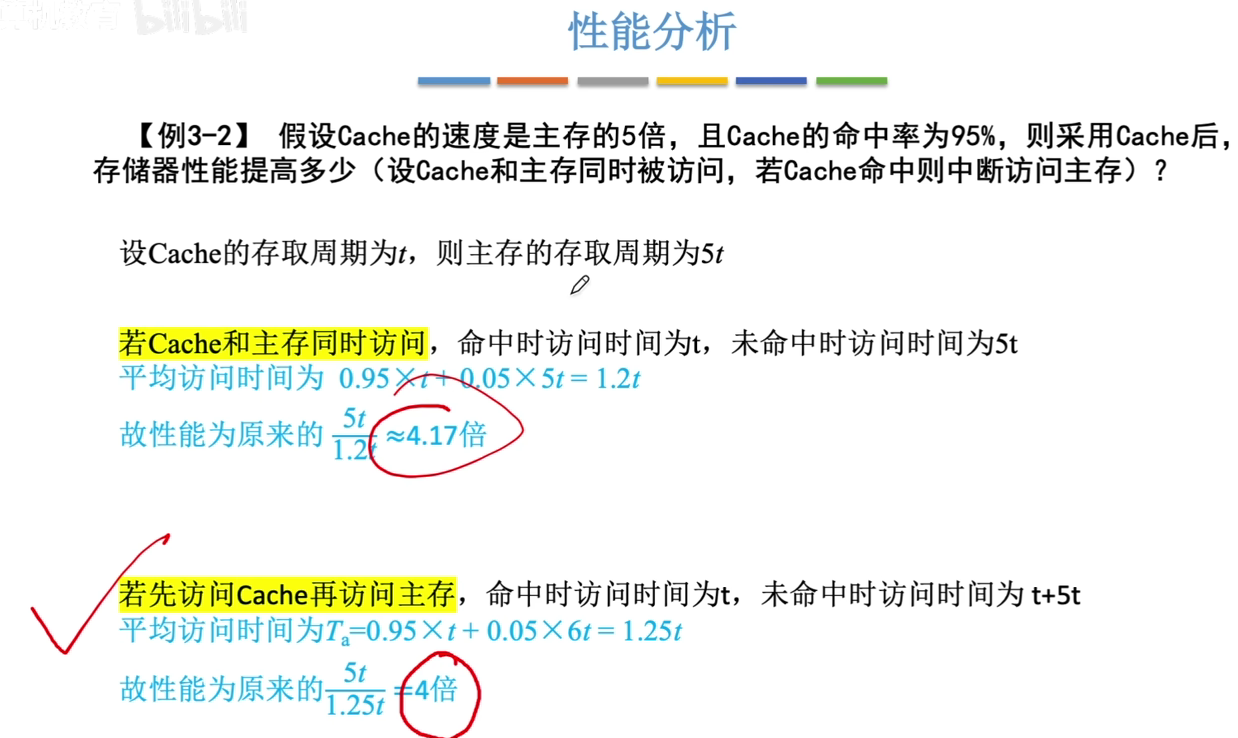 bilibili
性能分析
【例3-2】 假设Cache的速度是主存的5倍，且Cache的命中率为95%，则采用Cache后，
存储器性能提高多少（设Cache和主存同时被访问，若Cache命中则中断访问主存）？
设Cache的存取周期为t，则主存的存取周期为5t
若Cache和主存同时访问，命中时访问时间为t，未命中时访问时间为5t
平均访问时间为 0.95×t + 0.05×5t = 1.2t
故性能为原来的 5t/1.2t ≈4.17倍
若先访问Cache再访问主存，命中时访问时间为t，未命中时访问时间为 t+5t
平均访问时间为Ta=0.95×t + 0.05×6t = 1.25t
故性能为原来的 5t/1.25t =4倍